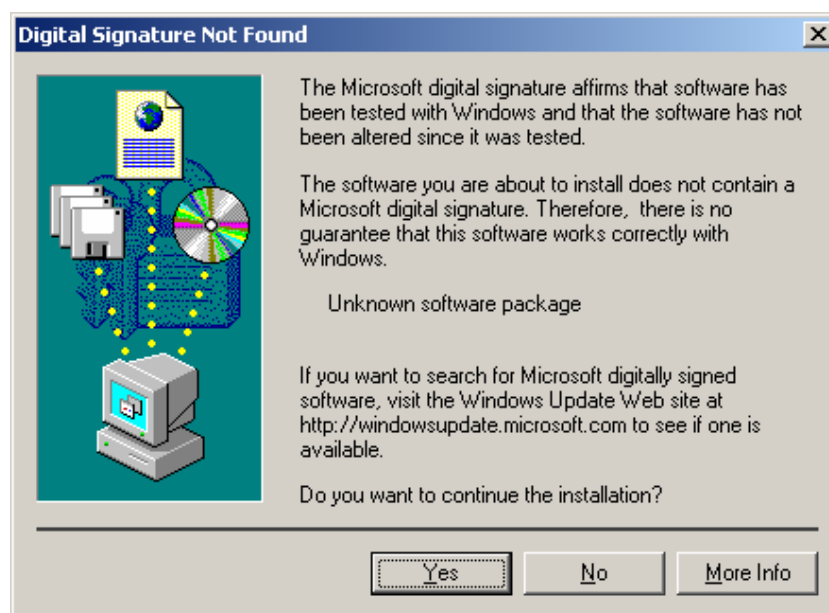 Digital Signature Not Found
The Microsoft digital signature affirms that software has
been tested with Windows and that the software has not
been altered since it was tested.
The software you are about to install does not contain a
Microsoft digital signature. Therefore, there is no
guarantee that this software works correctly with
Windows.
Unknown software package
If you want to search for Microsoft digitally signed
software, visit the Windows Update Web site at
http://windowsupdate.microsoft.com to see if one is
available.
Do you want to continue the installation?
Yes No More Info